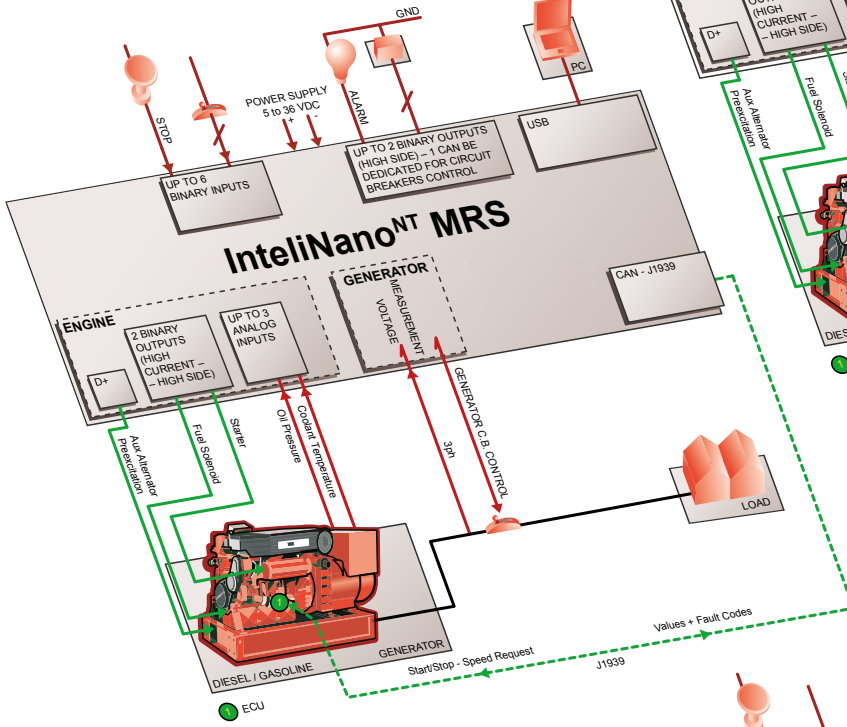 GND
STOP
POWER SUPPLY
5 to 36 VDC
+ -
ALARM
PC
UP TO 6
BINARY INPUTS
UP TO 2 BINARY OUTPUTS
(HIGH SIDE) – 1 CAN BE
DEDICATED FOR CIRCUIT
BREAKERS CONTROL
USB
InteliNanoNT MRS
CAN - J1939
ENGINE
D+
2 BINARY
OUTPUTS
(HIGH
CURRENT –
– HIGH SIDE)
UP TO 3
ANALOG
INPUTS
GENERATOR
MEASUREMENT
VOLTAGE
Aux Alternator
Preexcitation
Fuel Solenoid
Starter
Oil Pressure
Coolant Temperature
3ph
GENERATOR C.B. CONTROL
LOAD
1
DIESEL / GASOLINE
GENERATOR
1 ECU
Start/Stop - Speed Request
J1939
Values + Fault Codes
D+
(HIGH
CURRENT –
– HIGH SIDE)
Aux Alternator
Preexcitation
Fuel Solenoid
DIES
1